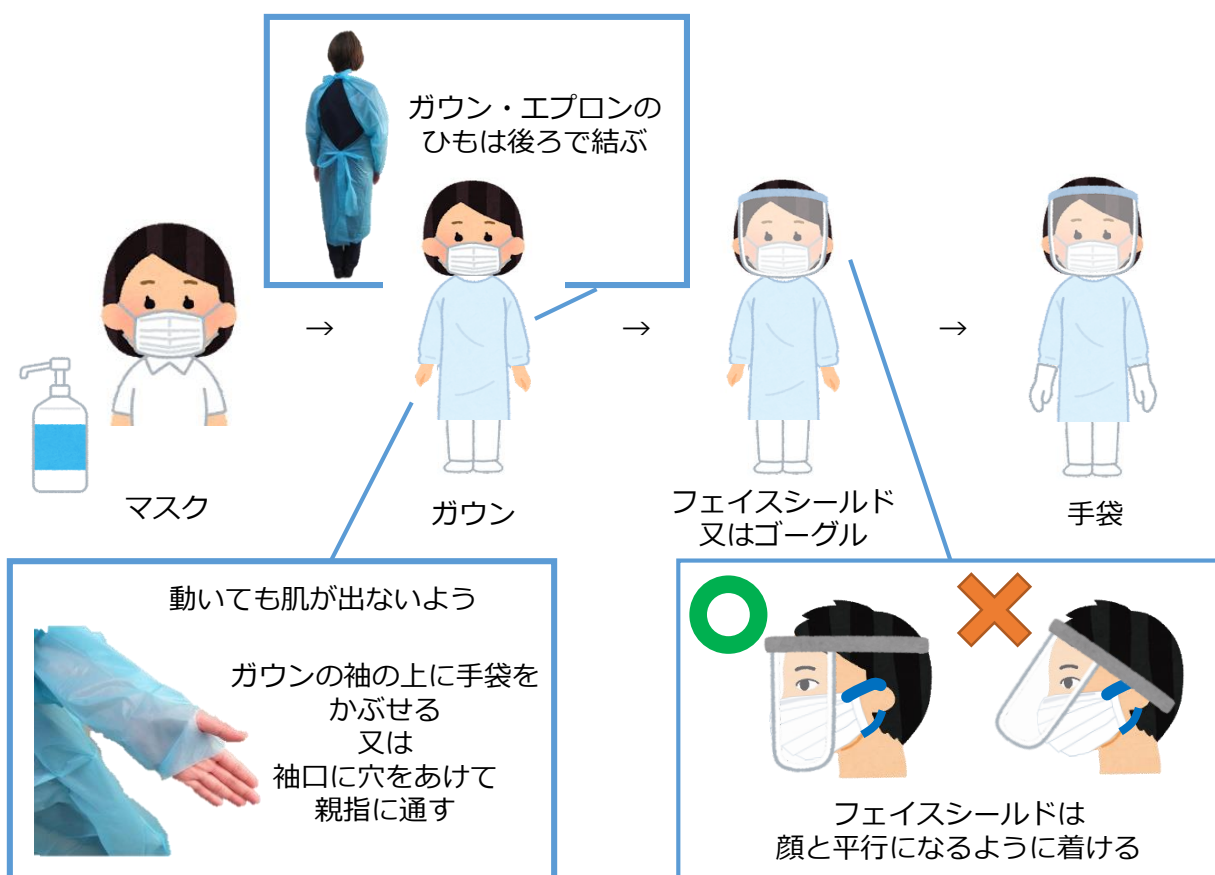 ガウン・エプロンの
ひもは後ろで結ぶ
→
→
→
マスク
ガウン
フェイスシールド
又はゴーグル
手袋
動いても肌が出ないよう
ガウンの袖の上に手袋を
かぶせる
又は
袖口に穴をあけて
親指に通す
フェイスシールドは
顔と平行になるように着ける